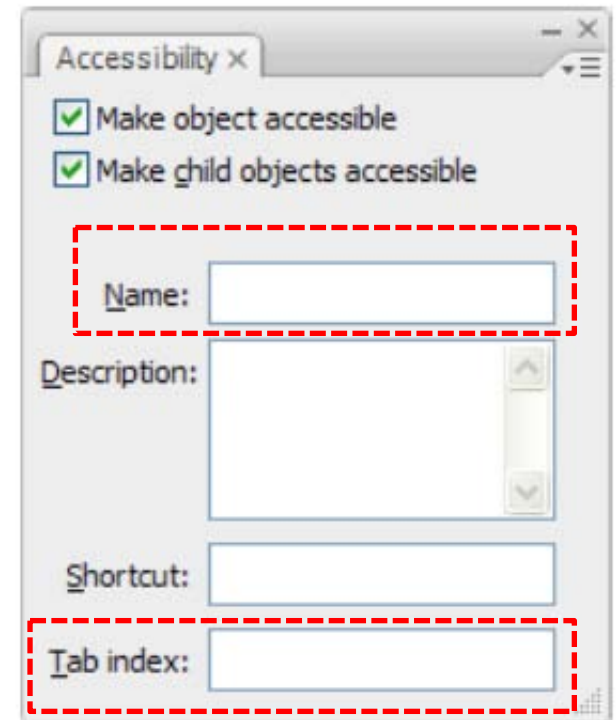 Accessibility
Make object accessible
Make child objects accessible
Name:
Description:
Shortcut:
Tab index: